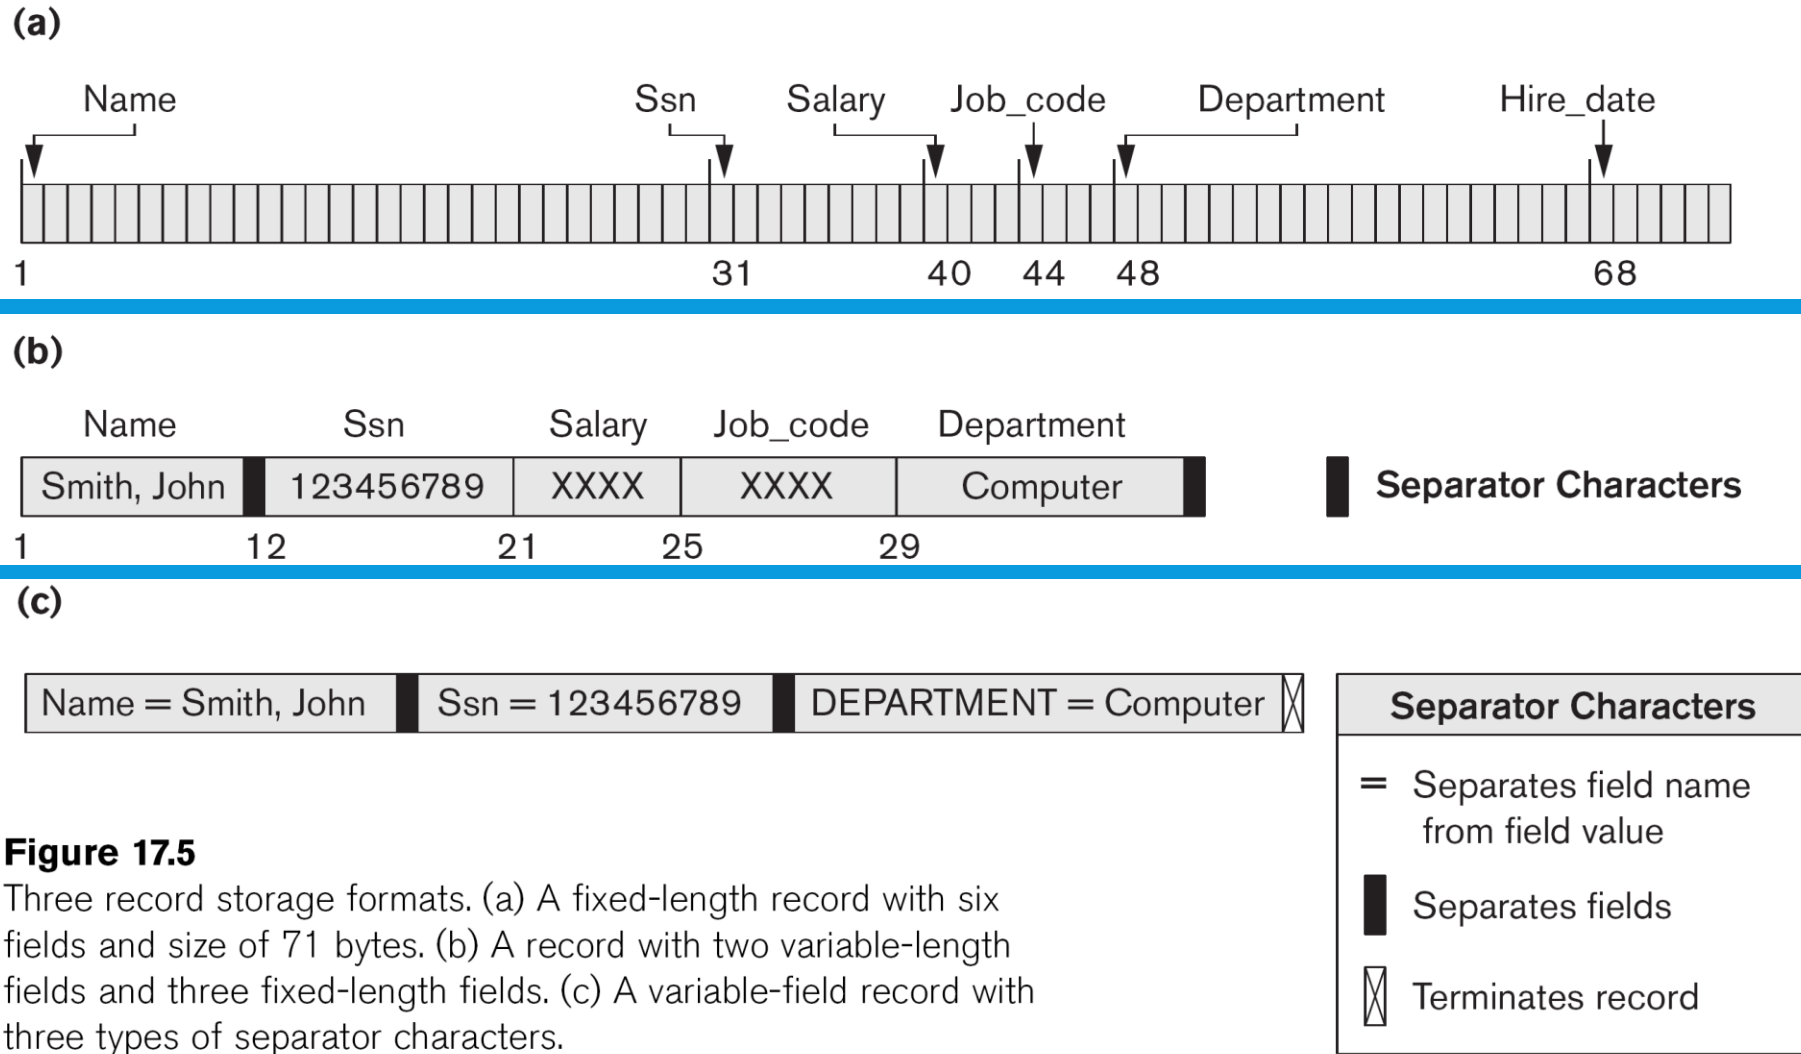 (a)
Name Ssn Salary Job_code Department Hire_date
1 31 40 44 48 68
(b)
Name Ssn Salary Job_code Department
Smith, John 123456789 XXXX XXXX Computer
Separator Characters
1 12 21 25 29
(c)
Name = Smith, John Ssn = 123456789 DEPARTMENT = Computer
Separator Characters
= Separates field name
from field value
Separates fields
Terminates record
Figure 17.5
Three record storage formats. (a) A fixed-length record with six
fields and size of 71 bytes. (b) A record with two variable-length
fields and three fixed-length fields. (c) A variable-field record with
three types of separator characters.